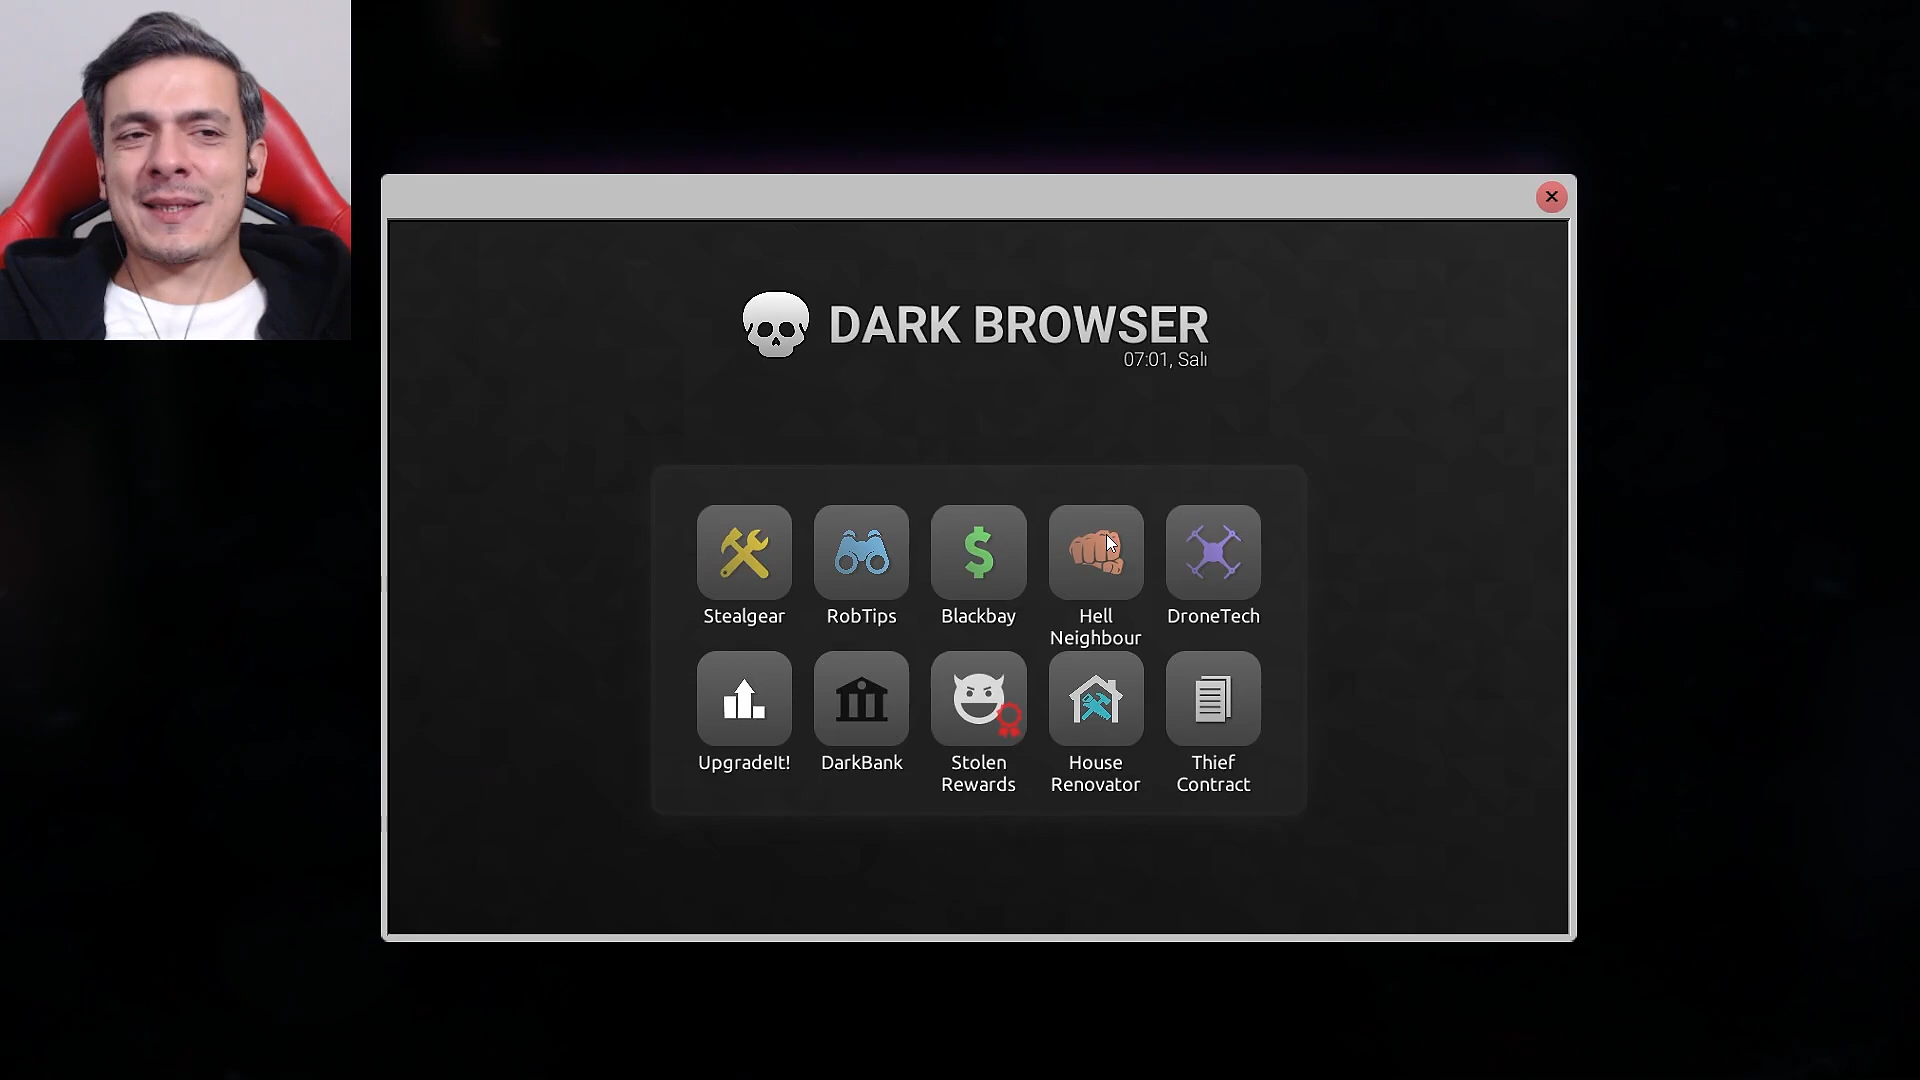 DARK BROWSER
07:01, Salı
Stealgear
RobTips
Blackbay
Hell
Neighbour
DroneTech
UpgradeIt!
DarkBank
Stolen
Rewards
House
Renovator
Thief
Contract